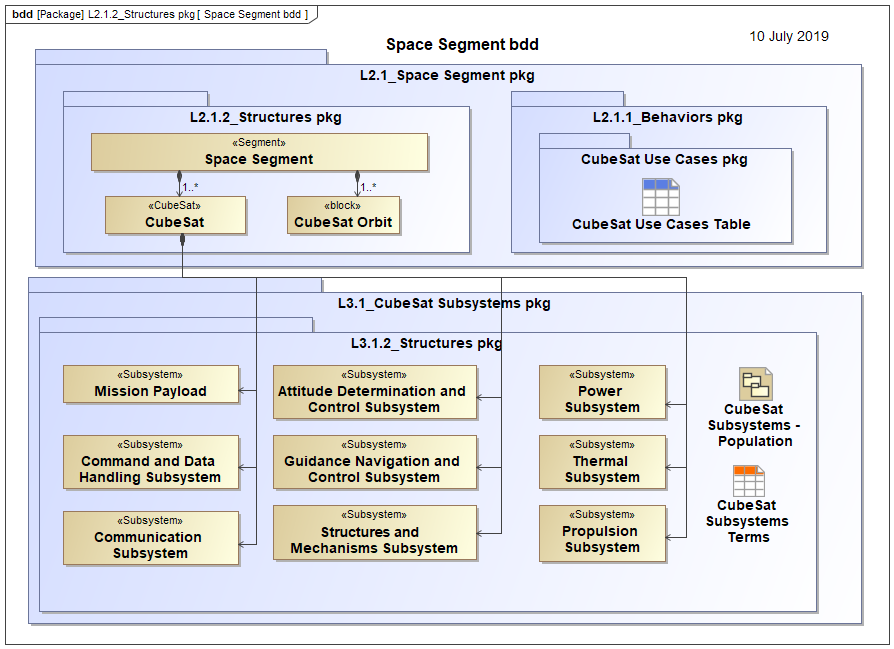 bdd [Package] L2.1.2_Structures pkg [ Space Segment bdd ]
Space Segment bdd
10 July 2019
L2.1_Space Segment pkg
L2.1.2_Structures pkg
«Segment»
Space Segment
1..*
1..*
«CubeSat»
CubeSat
«block»
CubeSat Orbit
L2.1.1_Behaviors pkg
CubeSat Use Cases pkg
CubeSat Use Cases Table
L3.1_CubeSat Subsystems pkg
L3.1.2_Structures pkg
«Subsystem»
Mission Payload
«Subsystem»
Attitude Determination and
Control Subsystem
«Subsystem»
Power
Subsystem
«Subsystem»
Command and Data
Handling Subsystem
«Subsystem»
Guidance Navigation and
Control Subsystem
«Subsystem»
Thermal
Subsystem
«Subsystem»
Communication
Subsystem
«Subsystem»
Structures and
Mechanisms Subsystem
«Subsystem»
Propulsion
Subsystem
CubeSat
Subsystems -
Population
CubeSat
Subsystems
Terms